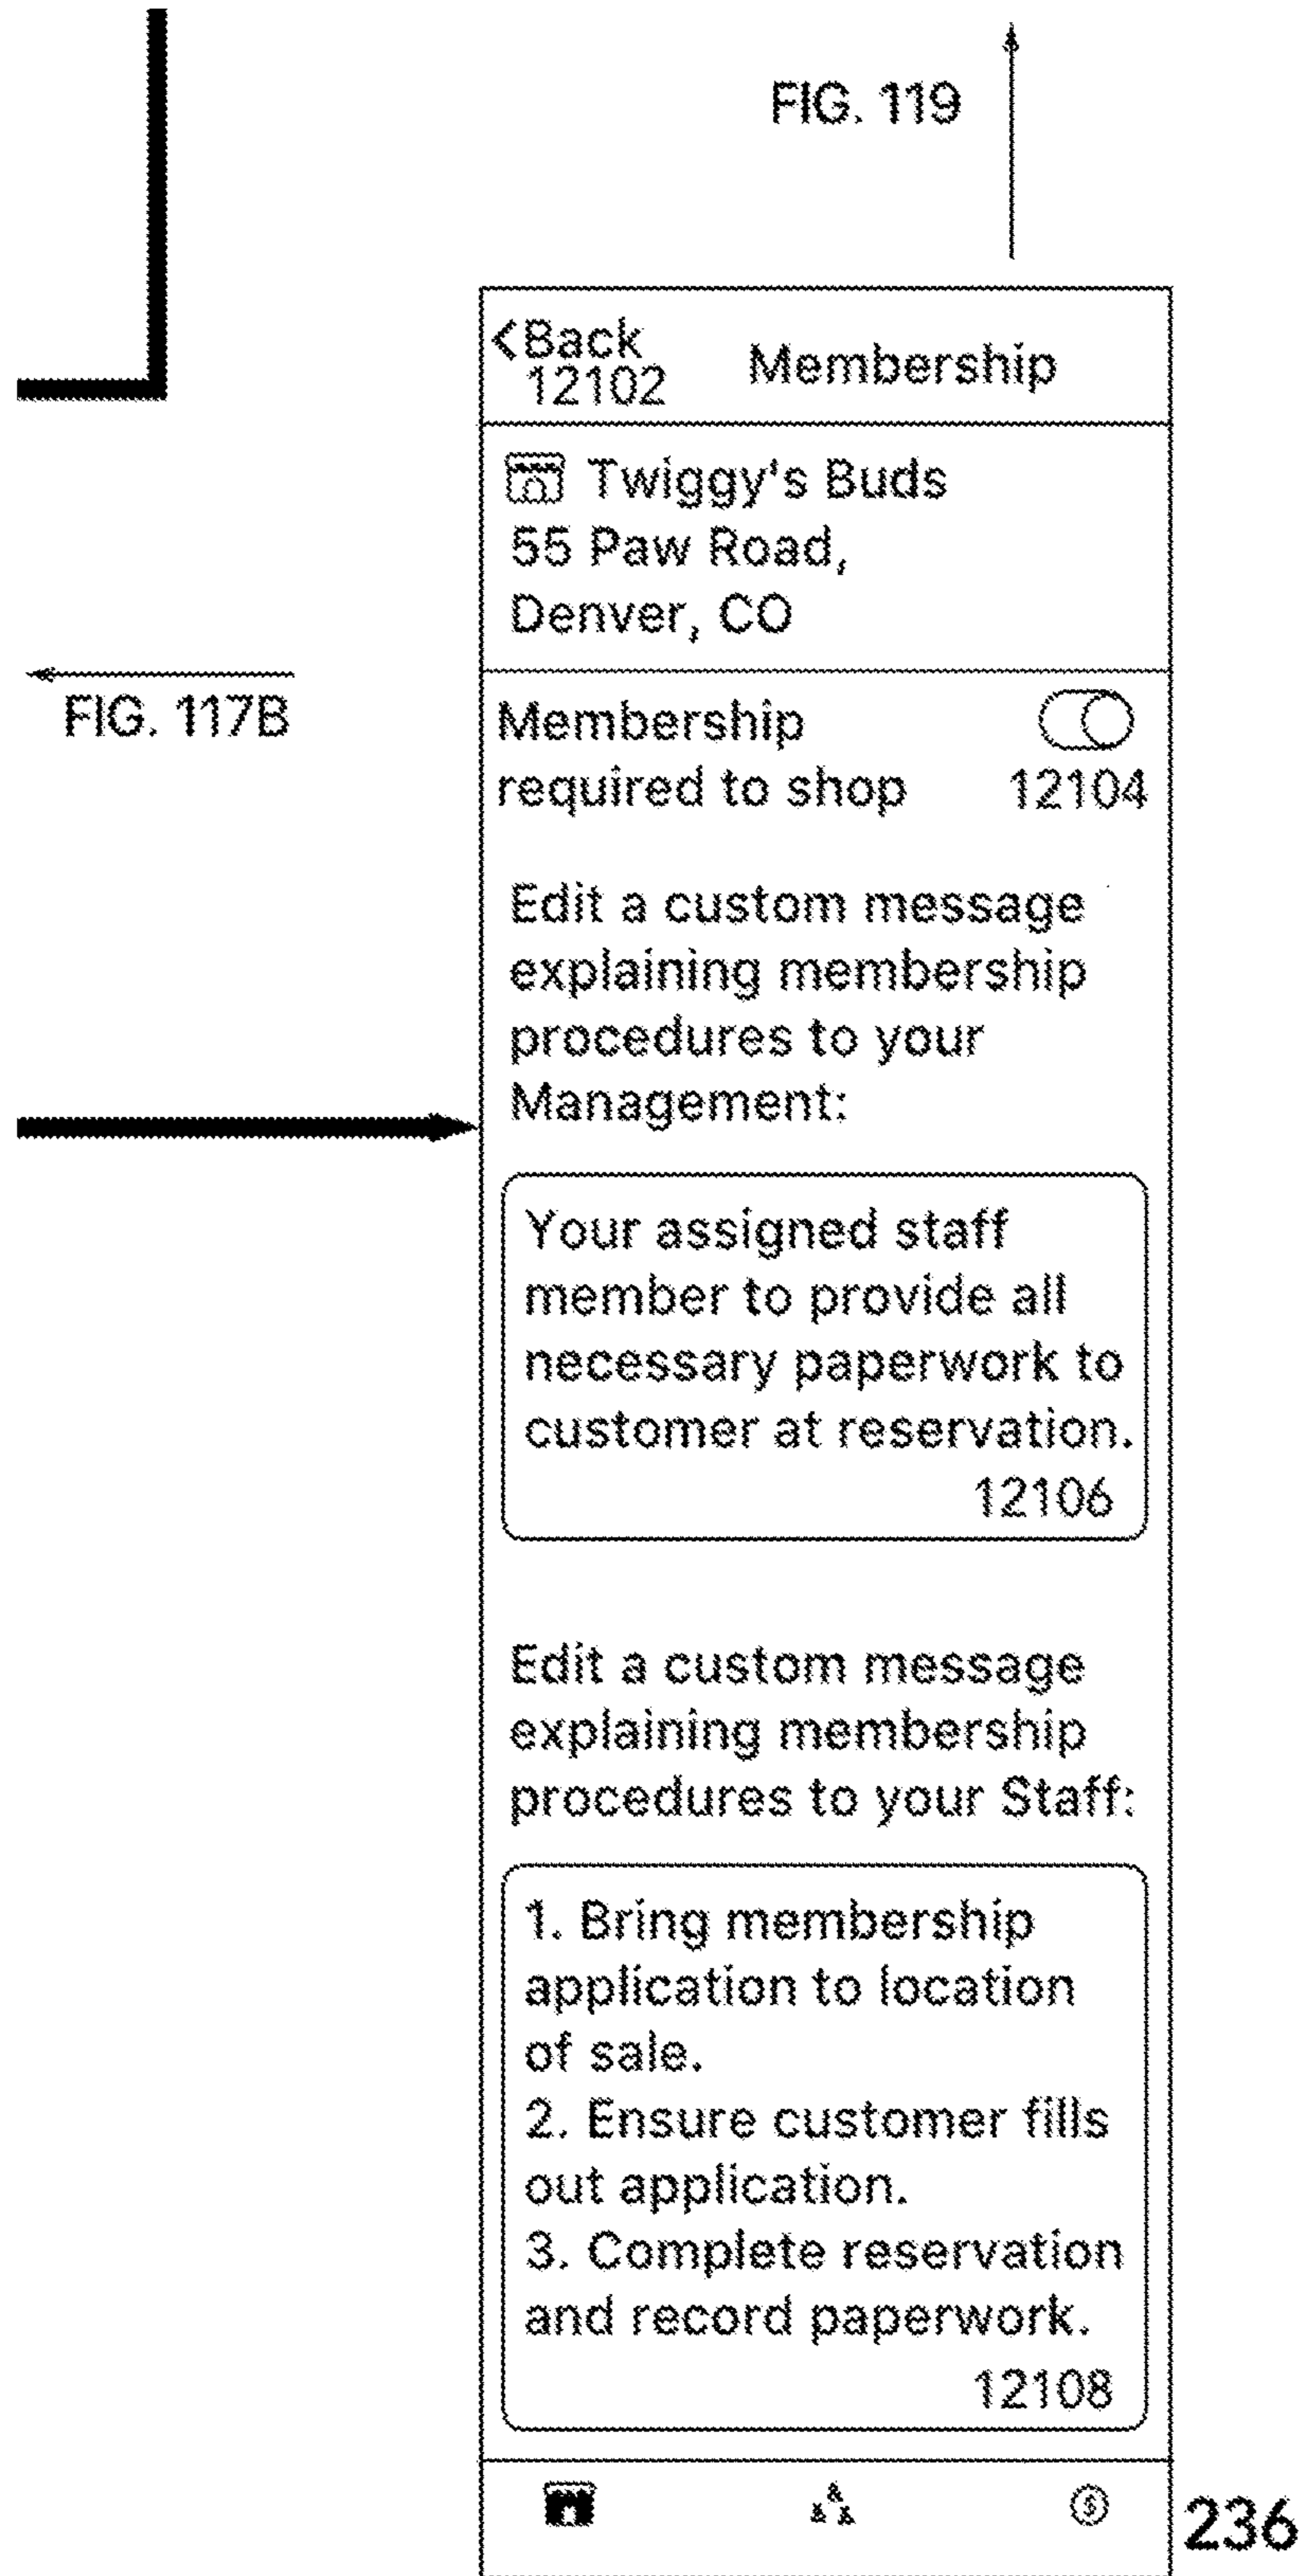 FIG. 119
<Back
12102
Membership
Twiggy's Buds
55 Paw Road,
Denver, CO
FIG. 117B
Membership
required to shop
12104
Edit a custom message
explaining membership
procedures to your
Management:
Your assigned staff
member to provide all
necessary paperwork to
customer at reservation.
12106
Edit a custom message
explaining membership
procedures to your Staff:
1. Bring membership
application to location
of sale.
2. Ensure customer fills
out application.
3. Complete reservation
and record paperwork.
12108
$
236